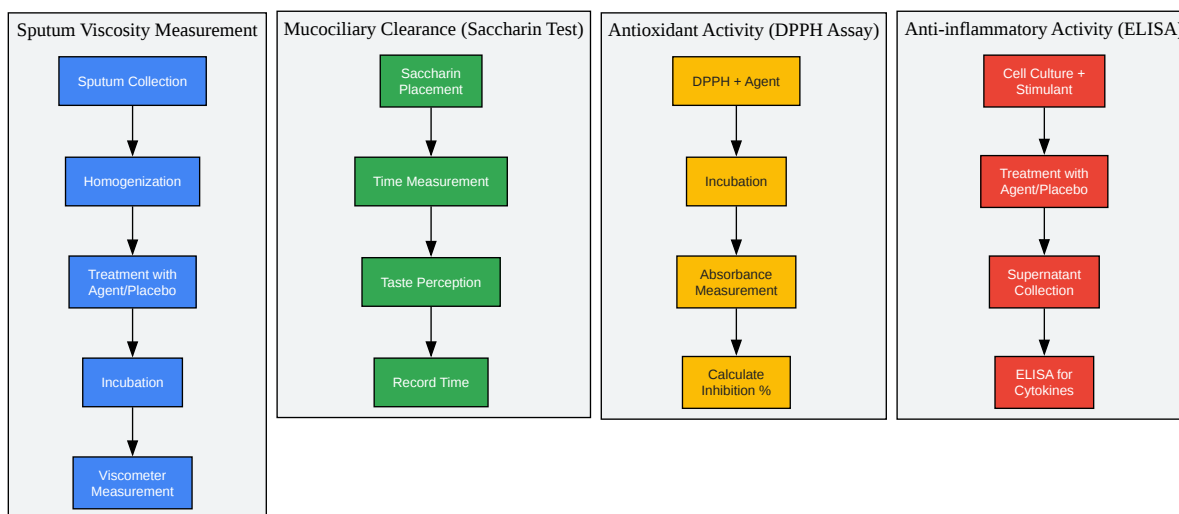 Sputum Viscosity Measurement
Sputum Collection
Homogenization
Treatment with
Agent/Placebo
Incubation
Viscometer
Measurement
Mucociliary Clearance (Saccharin Test)
Saccharin
Placement
Time Measurement
Taste Perception
Record Time
Antioxidant Activity (DPPH Assay)
DPPH + Agent
Incubation
Absorbance
Measurement
Calculate
Inhibition %
Anti-inflammatory Activity (ELISA)
Cell Culture +
Stimulant
Treatment with
Agent/Placebo
Supernatant
Collection
ELISA for
Cytokines